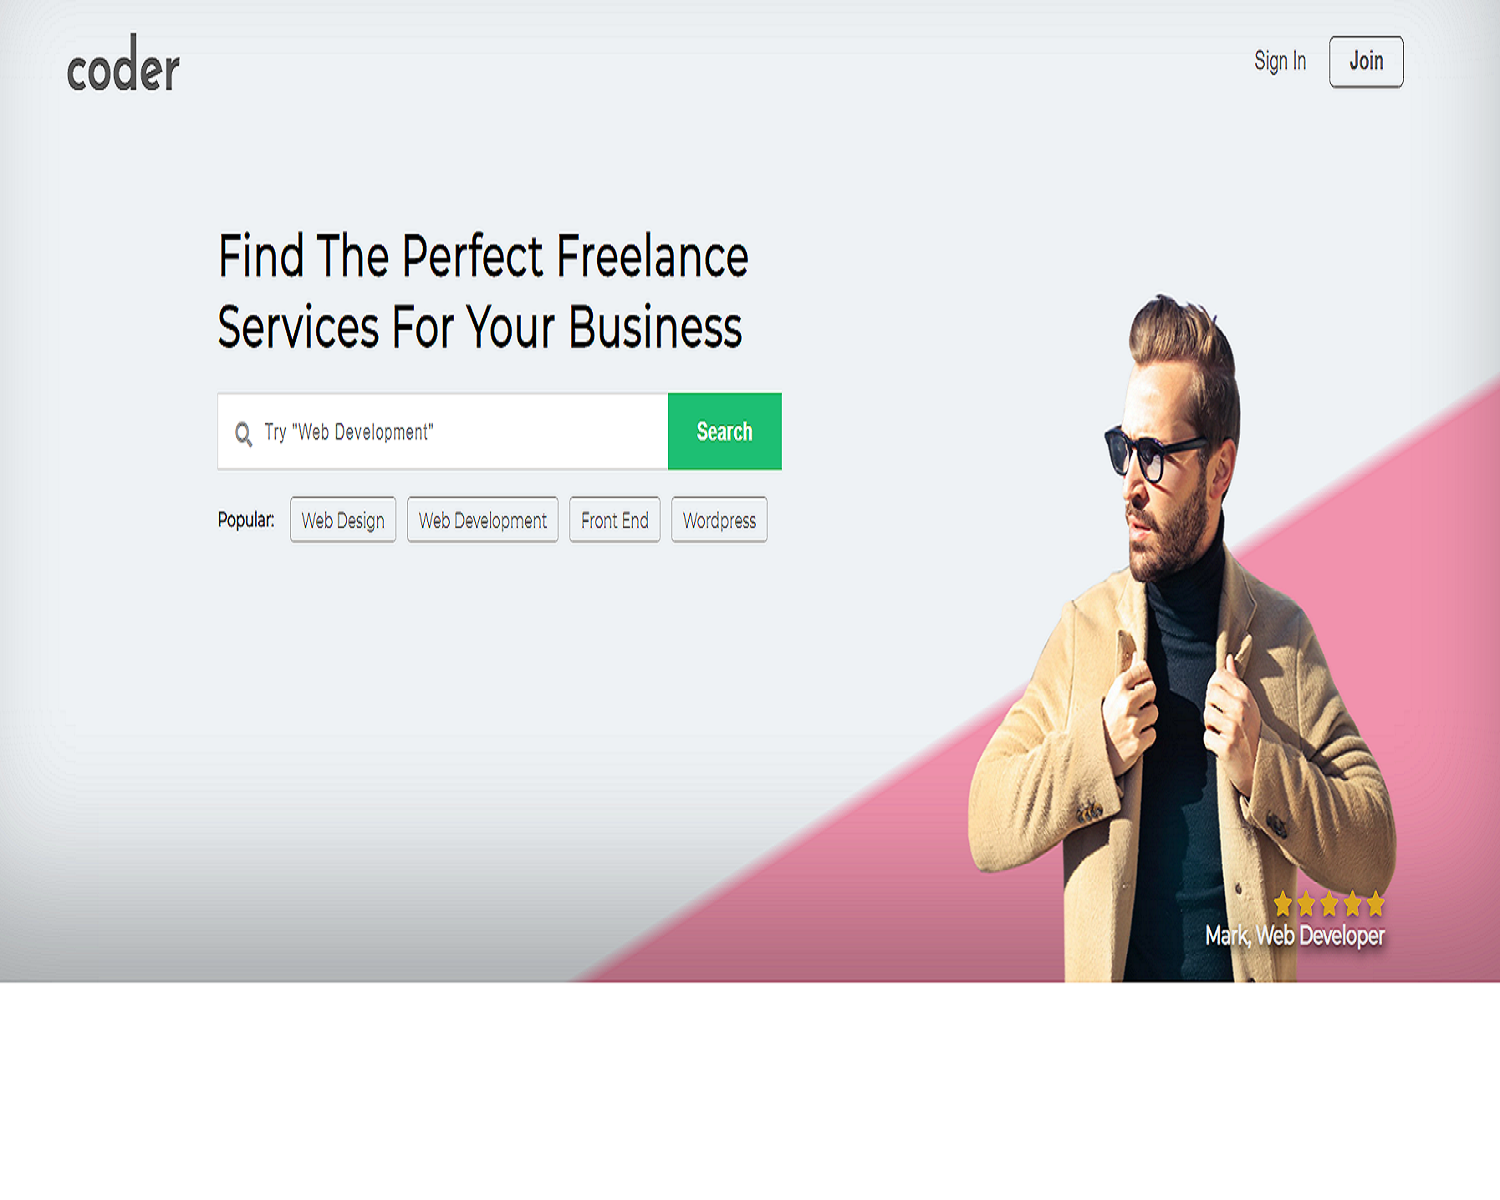 coder
Sign In
Join
Find The Perfect Freelance
Services For Your Business
Try "Web Development"
Search
Popular:
Web Design
Web Development
Front End
Wordpress
Mark, Web Developer